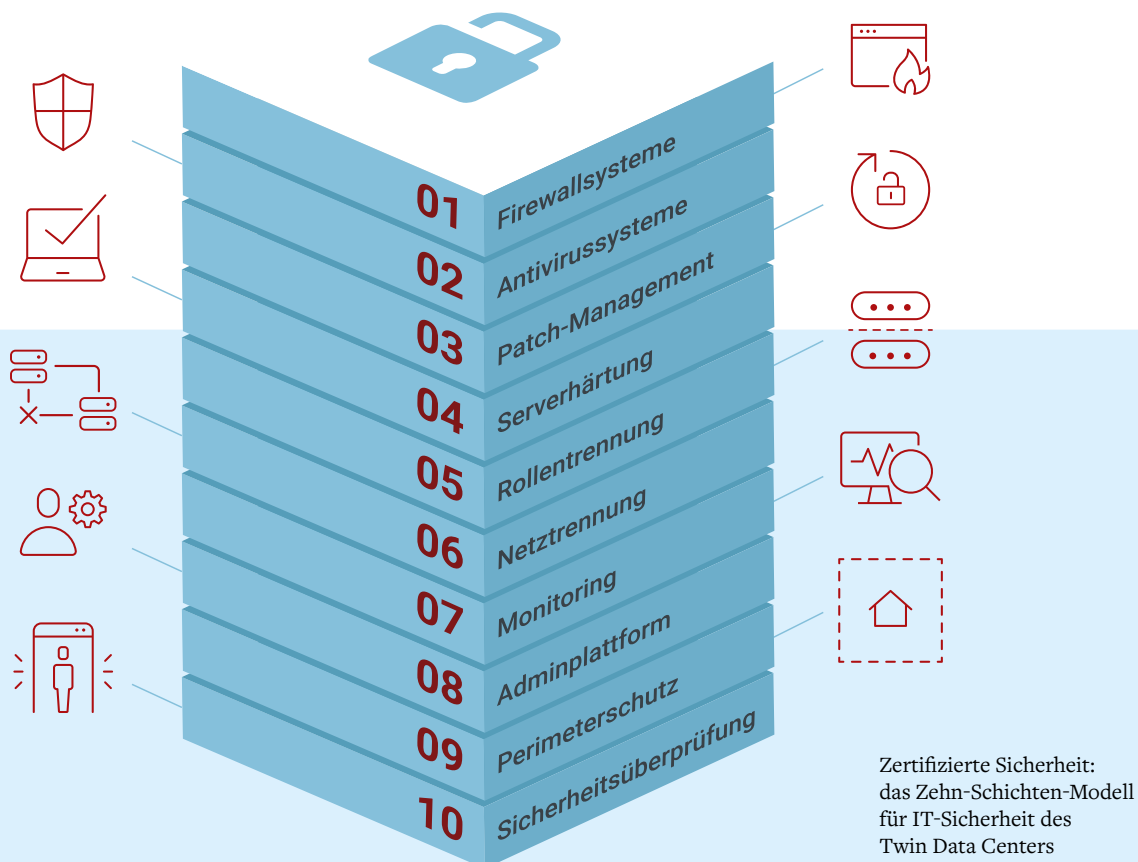 01 Firewallsysteme
02 Antivirussysteme
03 Patch-Management
04 Serverhärtung
05 Rollentrennung
06 Netztrennung
07 Monitoring
08 Adminplattform
09 Perimeterschutz
10 Sicherheitsüberprüfung
Zertifizierte Sicherheit:
das Zehn-Schichten-Modell
für IT-Sicherheit des
Twin Data Centers